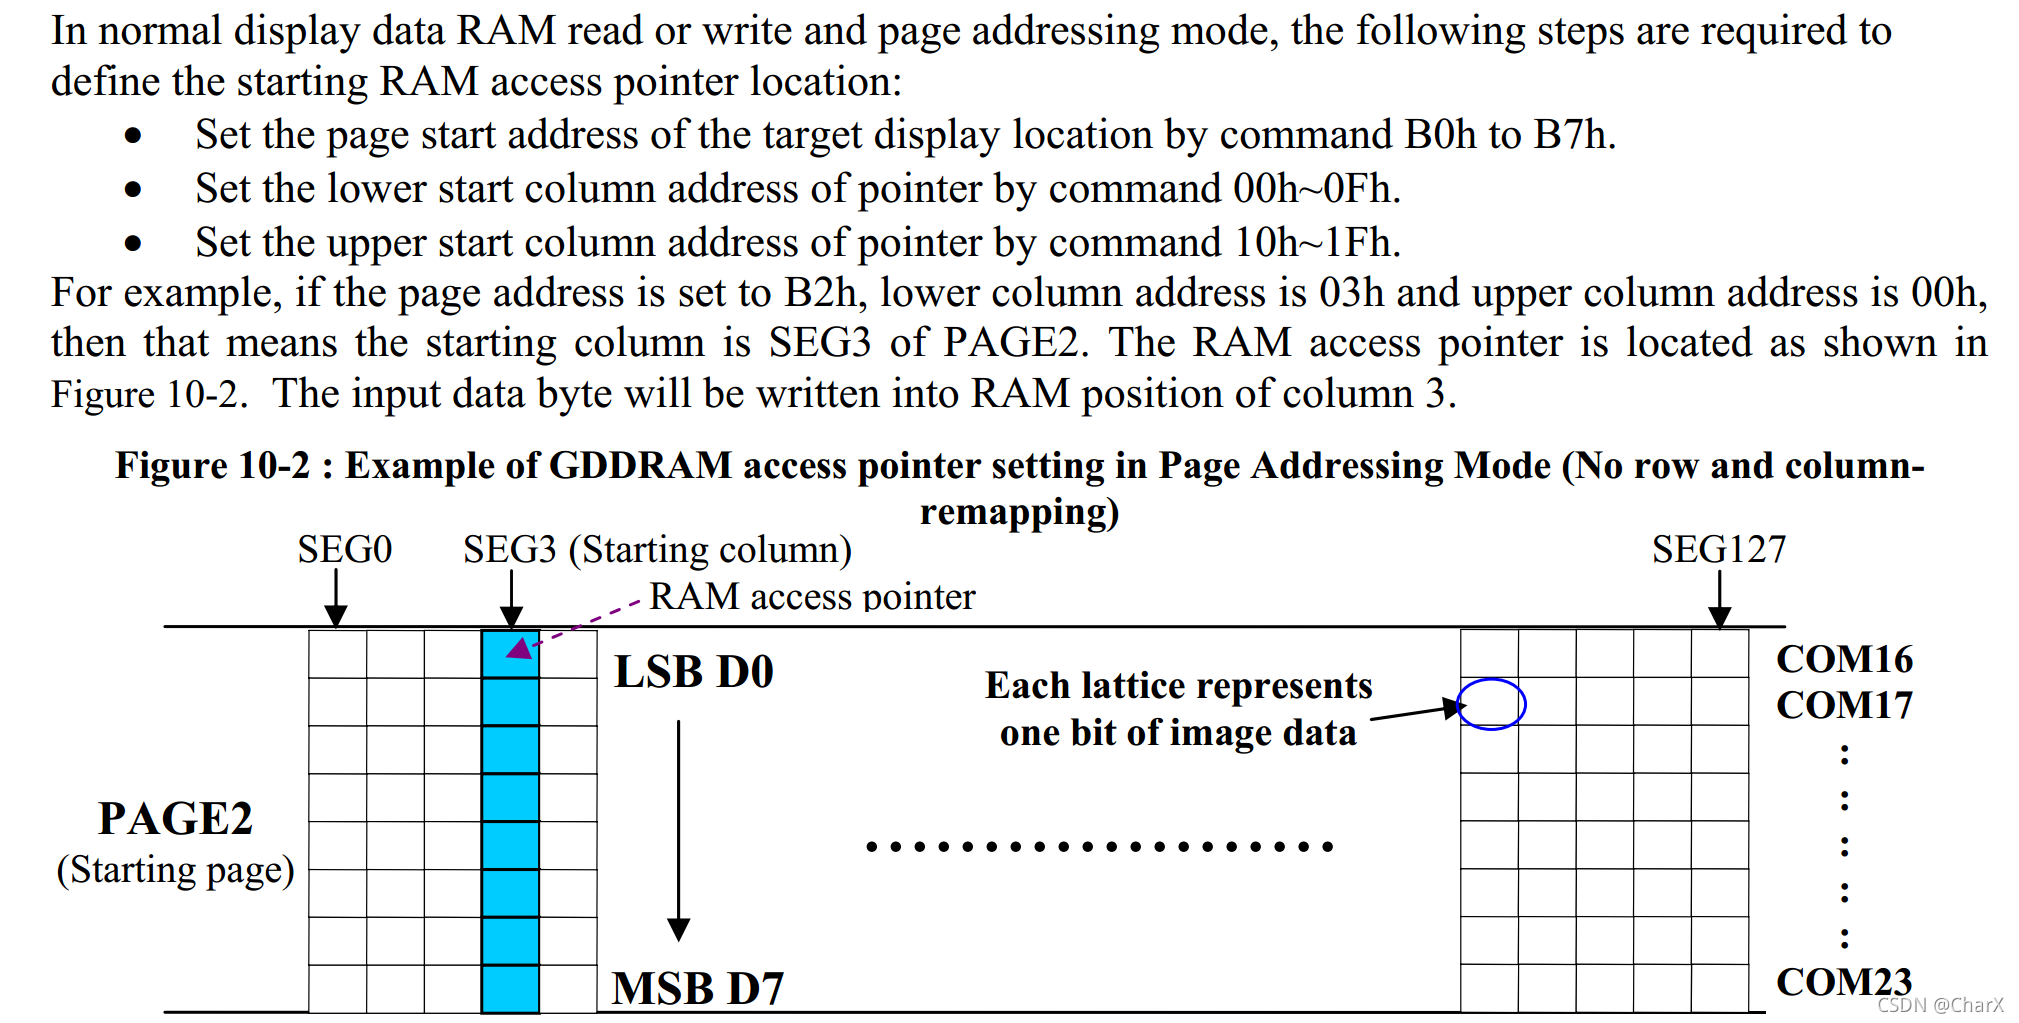 In normal display data RAM read or write and page addressing mode, the following steps are required to
define the starting RAM access pointer location:
• Set the page start address of the target display location by command B0h to B7h.
• Set the lower start column address of pointer by command 00h~0Fh.
• Set the upper start column address of pointer by command 10h~1Fh.
For example, if the page address is set to B2h, lower column address is 03h and upper column address is 00h,
then that means the starting column is SEG3 of PAGE2. The RAM access pointer is located as shown in
Figure 10-2. The input data byte will be written into RAM position of column 3.
Figure 10-2 : Example of GDDRAM access pointer setting in Page Addressing Mode (No row and column-
remapping)
SEG0 SEG3 (Starting column) SEG127
RAM access pointer
LSB D0
Each lattice represents
one bit of image data
COM16
COM17
:
:
:
:
:
PAGE2
(Starting page)
MSB D7
COM23
CSDN @CharX